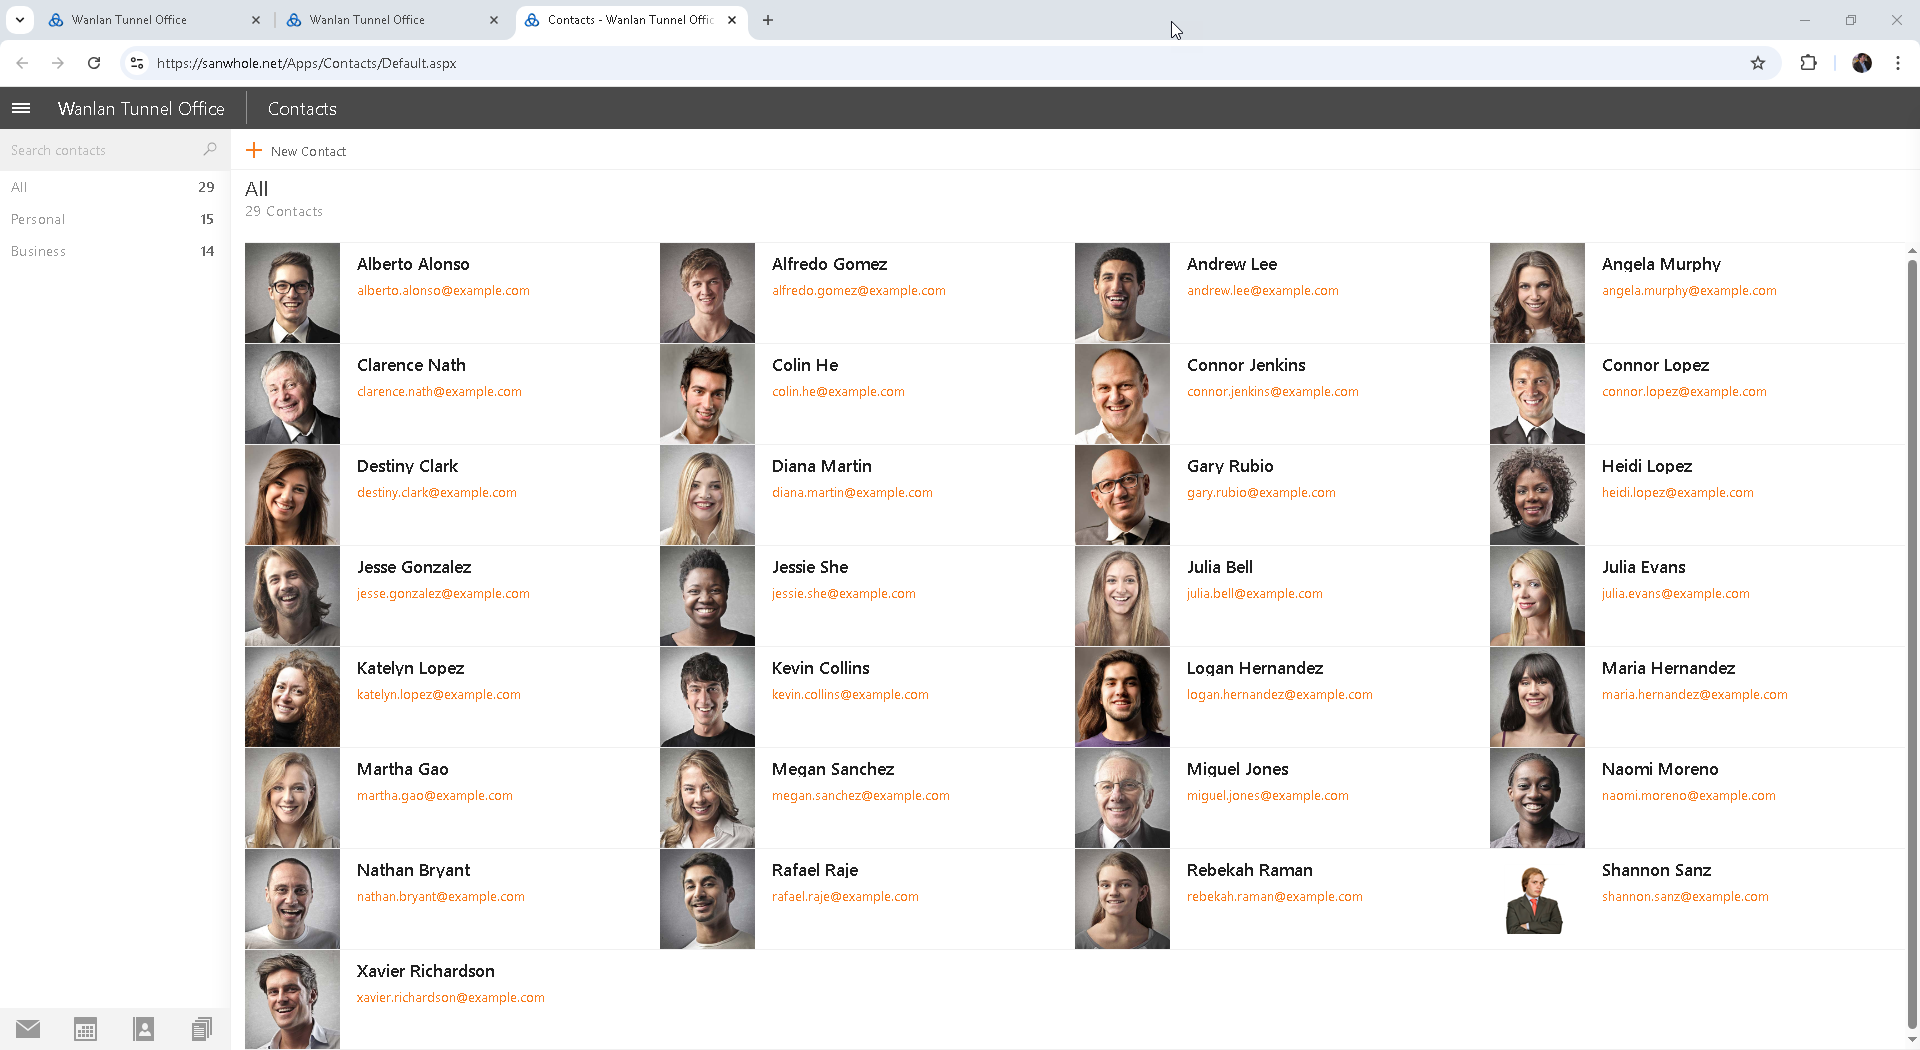 Wanlan Tunnel Office
Wanlan Tunnel Office
Contacts - Wanlan Tunnel Offic
https://sanwhole.net/Apps/Contacts/Default.aspx
Wanlan Tunnel Office
Contacts
Search contacts
New Contact
All 29
Personal 15
Business 14
All
29 Contacts
Alberto Alonso
alberto.alonso@example.com
Alfredo Gomez
alfredo.gomez@example.com
Andrew Lee
andrew.lee@example.com
Angela Murphy
angela.murphy@example.com
Clarence Nath
clarence.nath@example.com
Colin He
colin.he@example.com
Connor Jenkins
connor.jenkins@example.com
Connor Lopez
connor.lopez@example.com
Destiny Clark
destiny.clark@example.com
Diana Martin
diana.martin@example.com
Gary Rubio
gary.rubio@example.com
Heidi Lopez
heidi.lopez@example.com
Jesse Gonzalez
jesse.gonzalez@example.com
Jessie She
jessie.she@example.com
Julia Bell
julia.bell@example.com
Julia Evans
julia.evans@example.com
Katelyn Lopez
katelyn.lopez@example.com
Kevin Collins
kevin.collins@example.com
Logan Hernandez
logan.hernandez@example.com
Maria Hernandez
maria.hernandez@example.com
Martha Gao
martha.gao@example.com
Megan Sanchez
megan.sanchez@example.com
Miguel Jones
miguel.jones@example.com
Naomi Moreno
naomi.moreno@example.com
Nathan Bryant
nathan.bryant@example.com
Rafael Raje
rafael.raje@example.com
Rebekah Raman
rebekah.raman@example.com
Shannon Sanz
shannon.sanz@example.com
Xavier Richardson
xavier.richardson@example.com